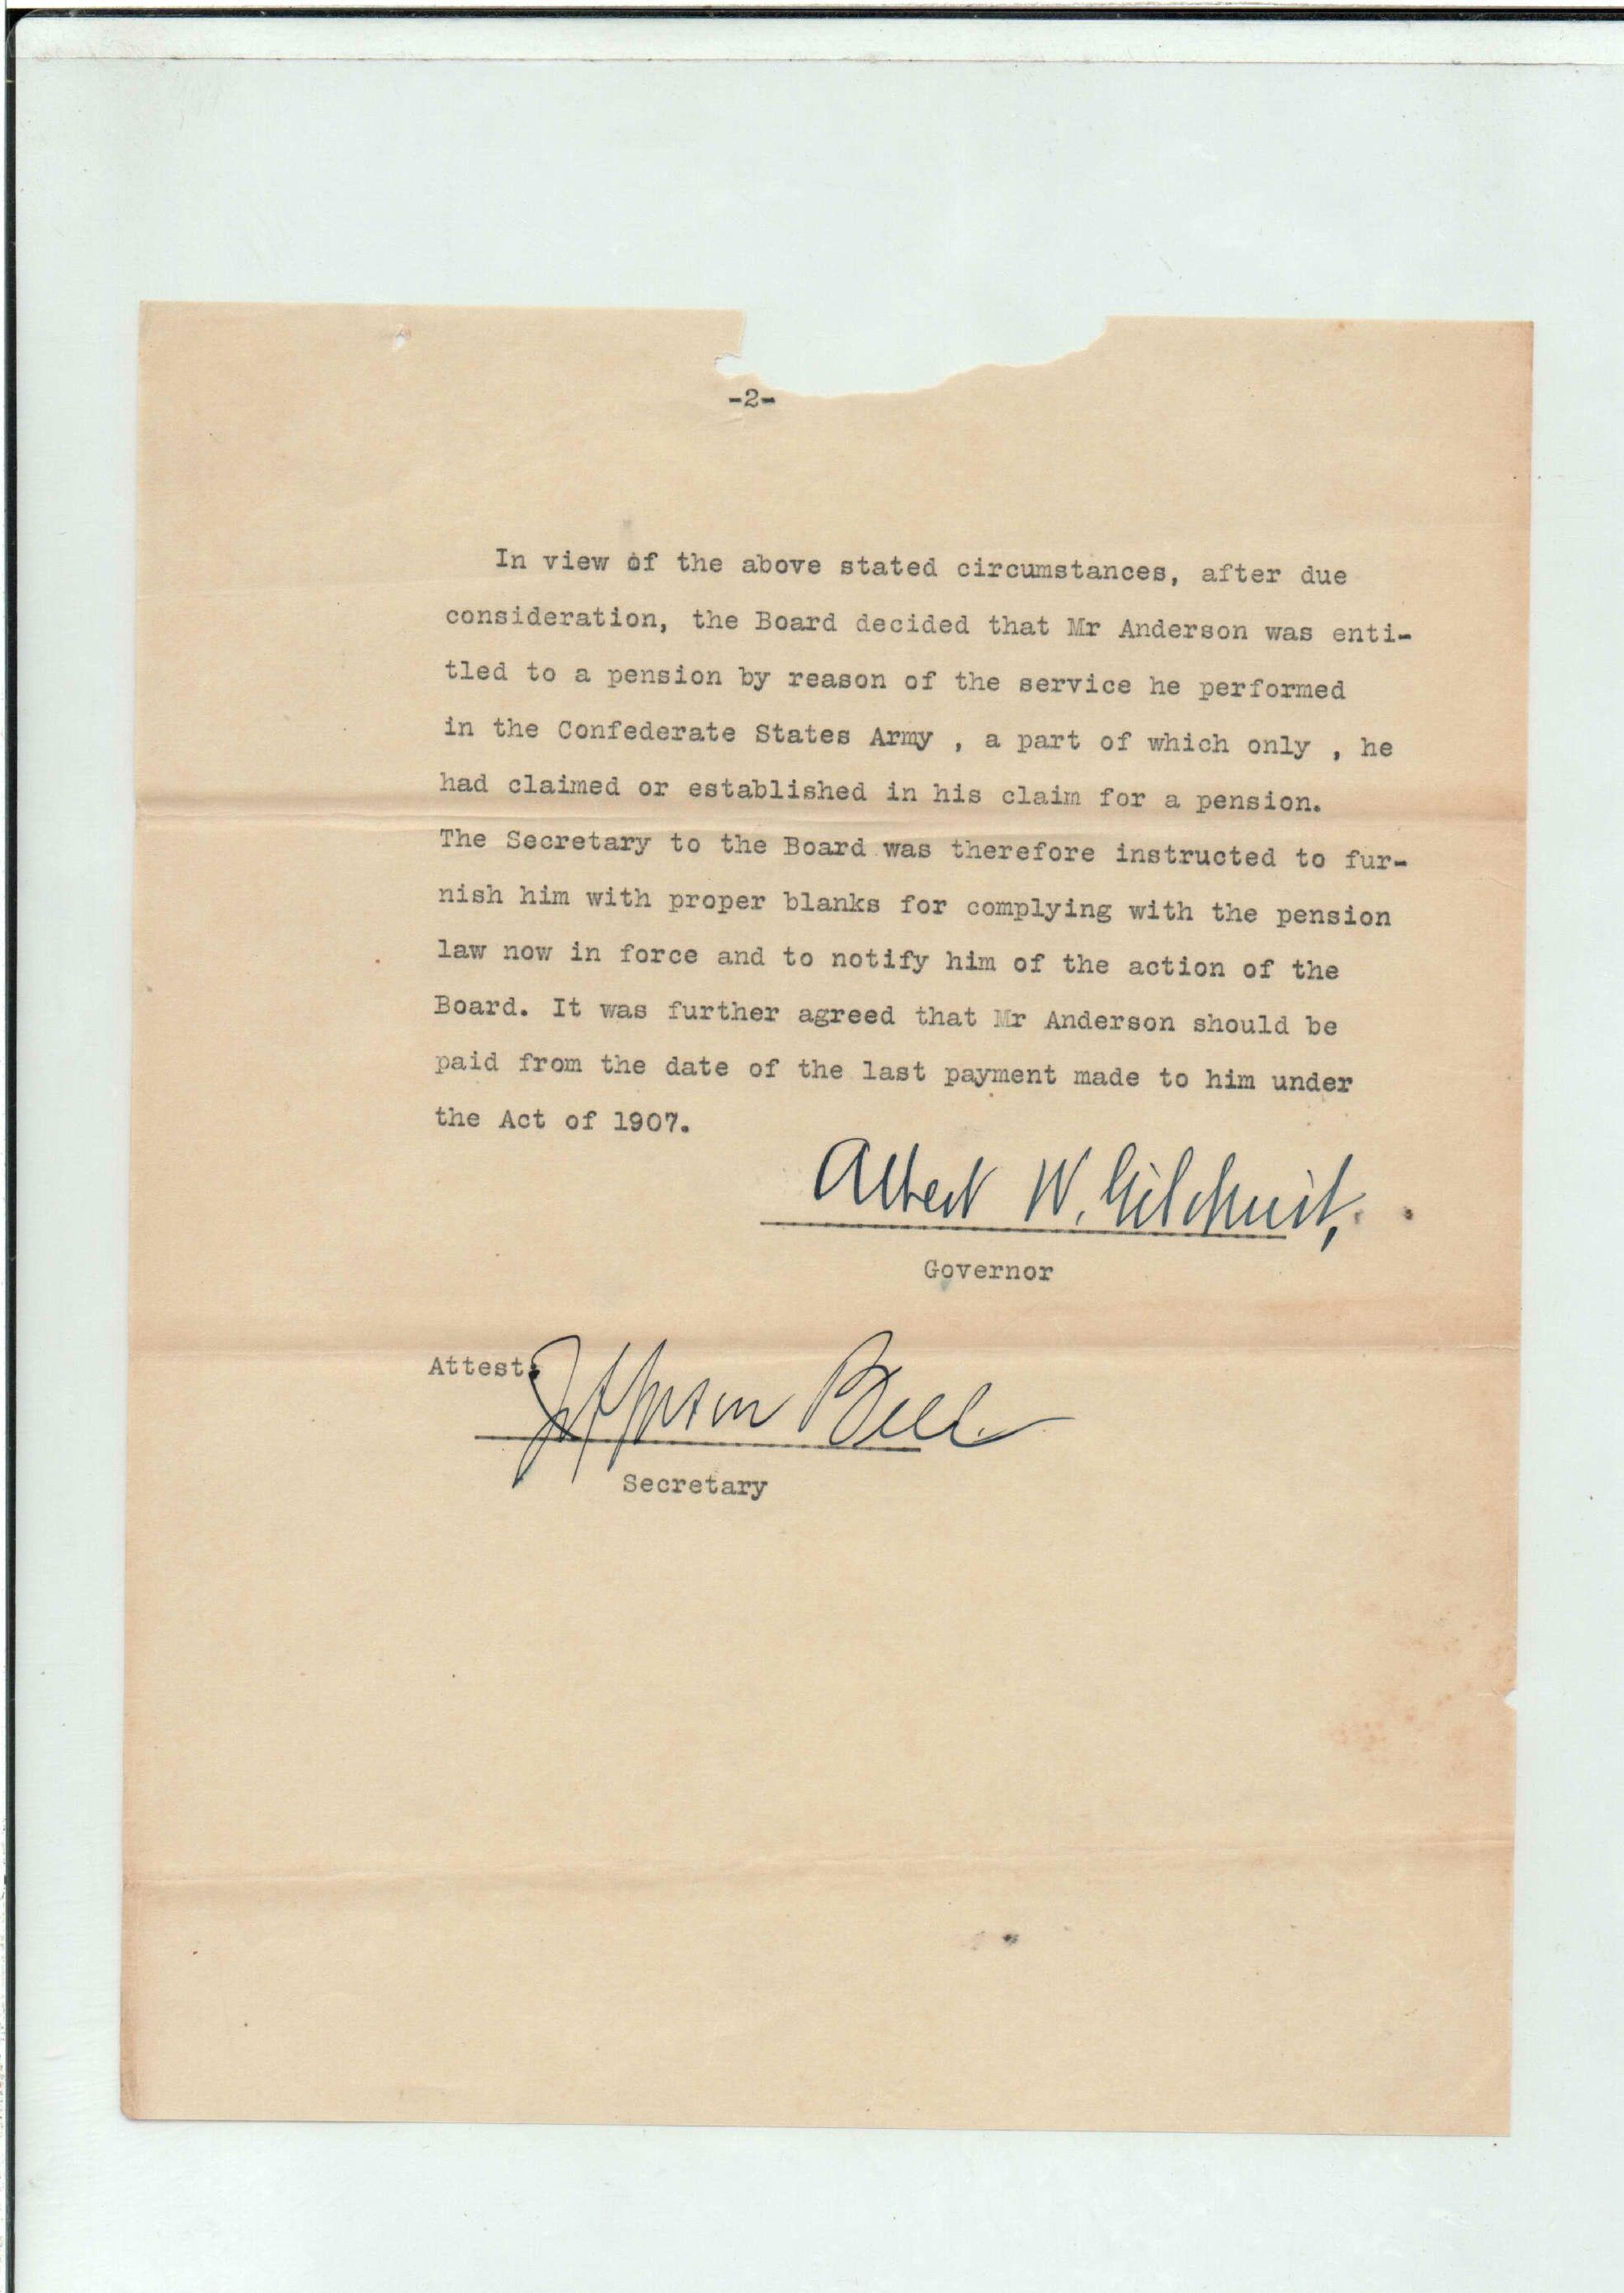 -2-
In view of the above stated circumstances, after due
consideration, the Board decided that Mr Anderson was enti-
tled to a pension by reason of the service he performed
in the Confederate States Army , a part of which only , he
had claimed or established in his claim for a pension.
The Secretary to the Board was therefore instructed to fur-
nish him with proper blanks for complying with the pension
law now in force and to notify him of the action of the
Board. It was further agreed that Mr Anderson should be
paid from the date of the last payment made to him under
the Act of 1907.
Albert W. Gilchrist,
Governor
Attest:
Jefferson Bell
Secretary